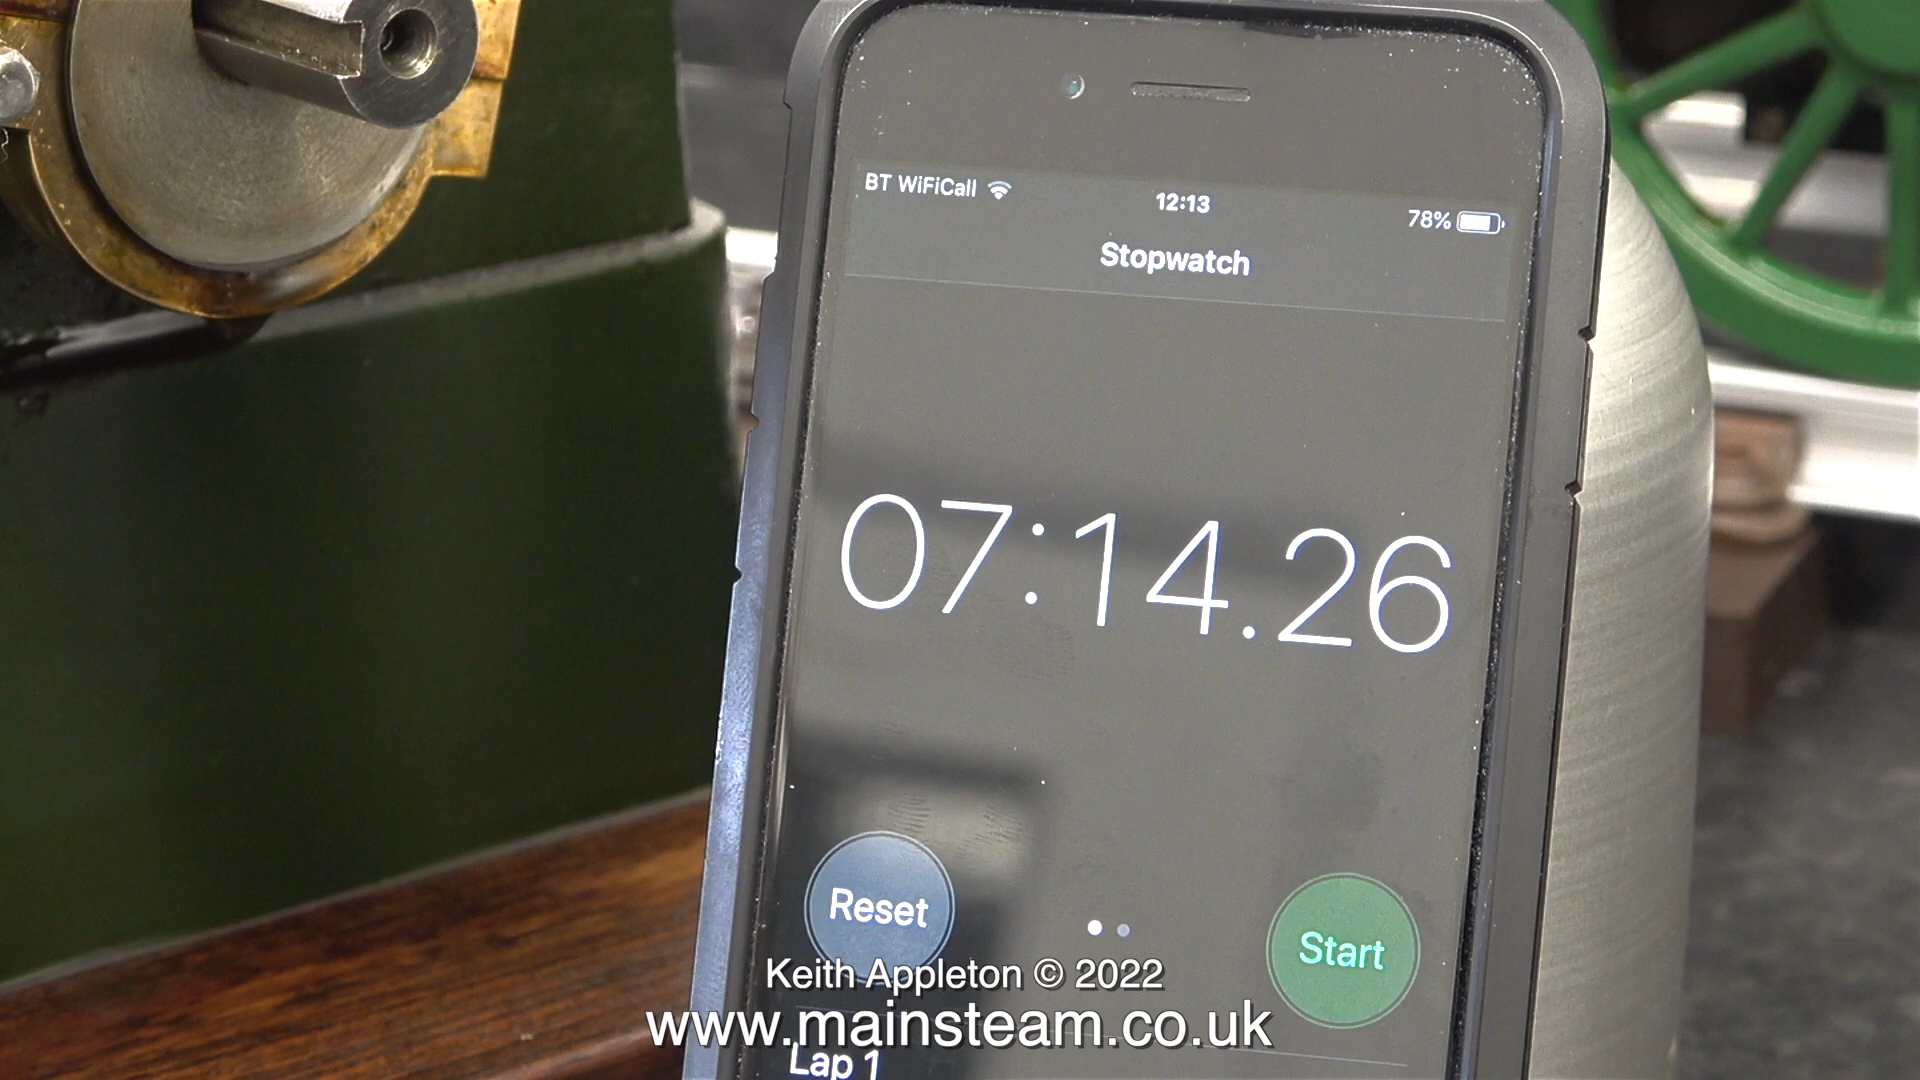 BT WiFiCall 12:13 78%
Stopwatch
07:14.26
Reset Start
Keith Appleton © 2022
www.mainsteam.co.uk
Lap 1